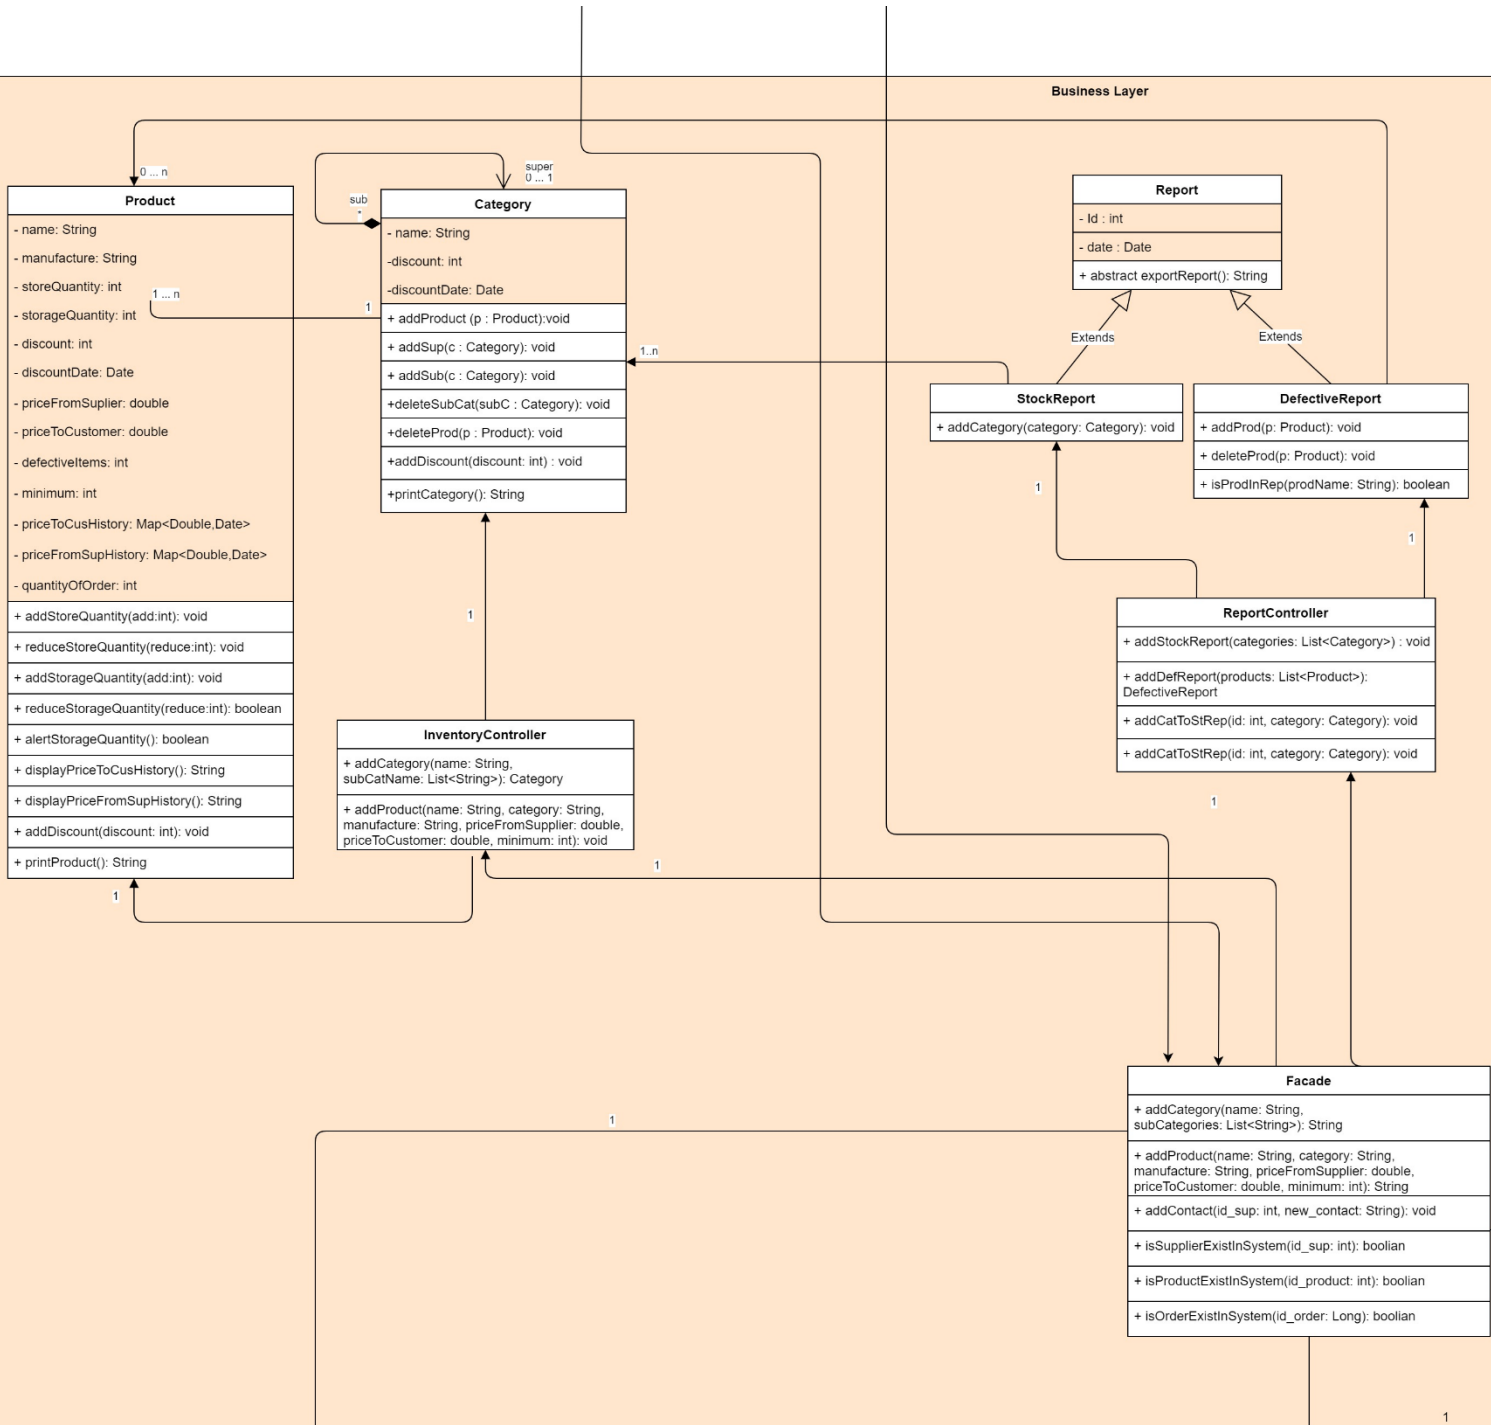 Business Layer
0 ... n
super
0 ... 1
sub
*
Product
- name: String
- manufacture: String
- storeQuantity: int
- storageQuantity: int
- discount: int
- discountDate: Date
- priceFromSuplier: double
- priceToCustomer: double
- defectiveItems: int
- minimum: int
- priceToCusHistory: Map<Double,Date>
- priceFromSupHistory: Map<Double,Date>
- quantityOfOrder: int
+ addStoreQuantity(add:int): void
+ reduceStoreQuantity(reduce:int): void
+ addStorageQuantity(add:int): void
+ reduceStorageQuantity(reduce:int): boolean
+ alertStorageQuantity(): boolean
+ displayPriceToCusHistory(): String
+ displayPriceFromSupHistory(): String
+ addDiscount(discount: int): void
+ printProduct(): String
1 ... n
1
Category
- name: String
-discount: int
-discountDate: Date
+ addProduct (p : Product):void
+ addSup(c : Category): void
+ addSub(c : Category): void
+deleteSubCat(subC : Category): void
+deleteProd(p : Product): void
+addDiscount(discount: int) : void
+printCategory(): String
1..n
Report
- Id : int
- date : Date
+ abstract exportReport(): String
Extends
Extends
StockReport
+ addCategory(category: Category): void
DefectiveReport
+ addProd(p: Product): void
+ deleteProd(p: Product): void
+ isProdInRep(prodName: String): boolean
1
1
1
ReportController
+ addStockReport(categories: List<Category>) : void
+ addDefReport(products: List<Product>):
DefectiveReport
+ addCatToStRep(id: int, category: Category): void
+ addCatToStRep(id: int, category: Category): void
1
InventoryController
+ addCategory(name: String,
subCatName: List<String>): Category
+ addProduct(name: String, category: String,
manufacture: String, priceFromSupplier: double,
priceToCustomer: double, minimum: int): void
1
1
Facade
+ addCategory(name: String,
subCategories: List<String>): String
+ addProduct(name: String, category: String,
manufacture: String, priceFromSupplier: double,
priceToCustomer: double, minimum: int): String
+ addContact(id_sup: int, new_contact: String): void
+ isSupplierExistInSystem(id_sup: int): boolian
+ isProductExistInSystem(id_product: int): boolian
+ isOrderExistInSystem(id_order: Long): boolian
1
1